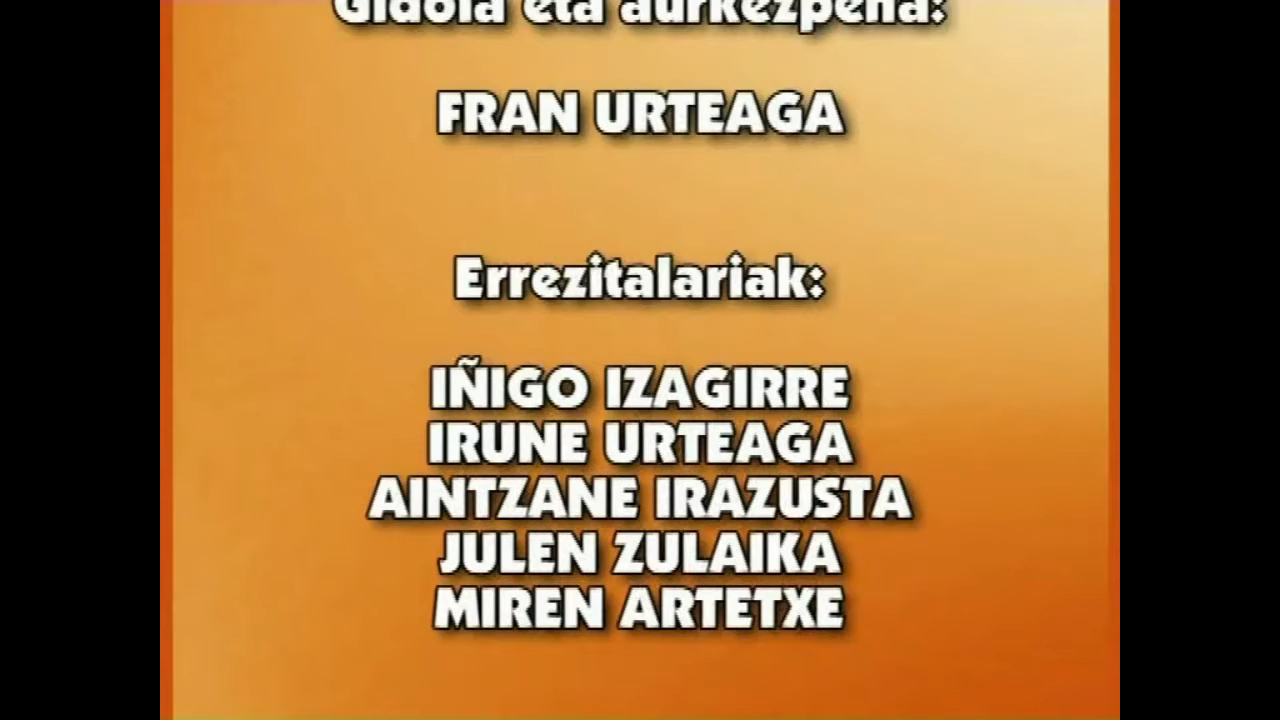 Gidoia eta aurkezpena:
FRAN URTEAGA
Errezitalariak:
IÑIGO IZAGIRRE
IRUNE URTEAGA
AINTZANE IRAZUSTA
JULEN ZULAIKA
MIREN ARTETXE